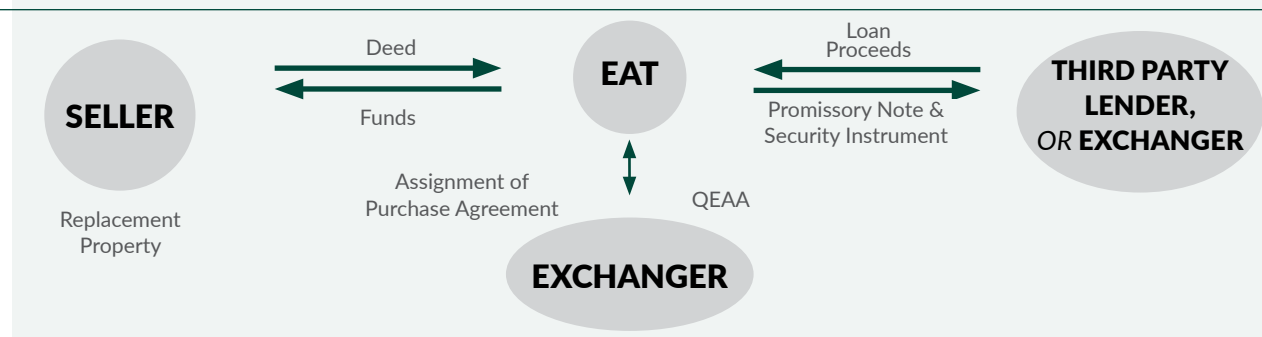 Deed
Funds
SELLER
Replacement
Property
EAT
Loan
Proceeds
Promissory Note &
Security Instrument
THIRD PARTY
LENDER,
OR EXCHANGER
Assignment of
Purchase Agreement
QEAA
EXCHANGER